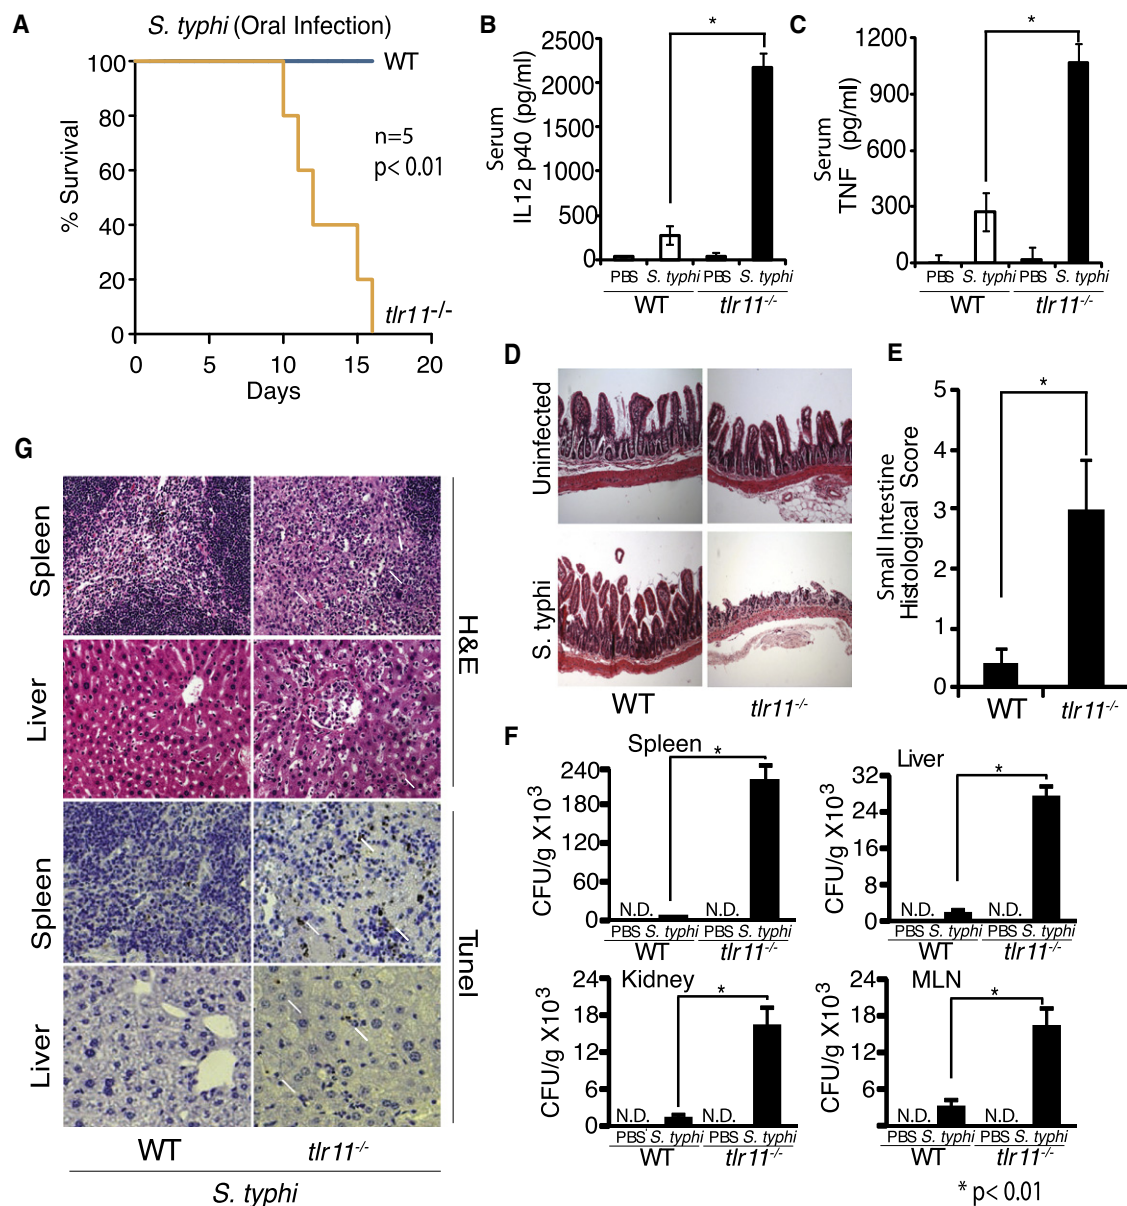 A
S. typhi (Oral Infection)
100
80
60
40
20
0
% Survival
WT
n=5
p< 0.01
tlr11-/-
0 5 10 15 20
Days
B
*
2500
2000
1500
1000
500
0
Serum
IL12 p40 (pg/ml)
PBS S. typhi PBS S. typhi
WT tlr11-/-
C
*
1200
900
600
300
0
Serum
TNF (pg/ml)
PBS S. typhi PBS S. typhi
WT tlr11-/-
D
Uninfected
S. typhi
WT tlr11-/-
E
*
5
4
3
2
1
0
Small Intestine
Histological Score
WT tlr11-/-
F
Spleen
*
240
180
120
60
0
CFU/g X103
N.D. N.D.
PBS S. typhi PBS S. typhi
WT tlr11-/-
Liver
*
32
24
16
8
0
CFU/g X103
N.D. N.D.
PBS S. typhi PBS S. typhi
WT tlr11-/-
Kidney
*
24
18
12
6
0
CFU/g X103
N.D. N.D.
PBS S. typhi PBS S. typhi
WT tlr11-/-
MLN
*
24
18
12
6
0
CFU/g X103
N.D. N.D.
PBS S. typhi PBS S. typhi
WT tlr11-/-
* p< 0.01
G
Spleen
Liver
H&E
Spleen
Liver
Tunel
WT tlr11-/-
S. typhi